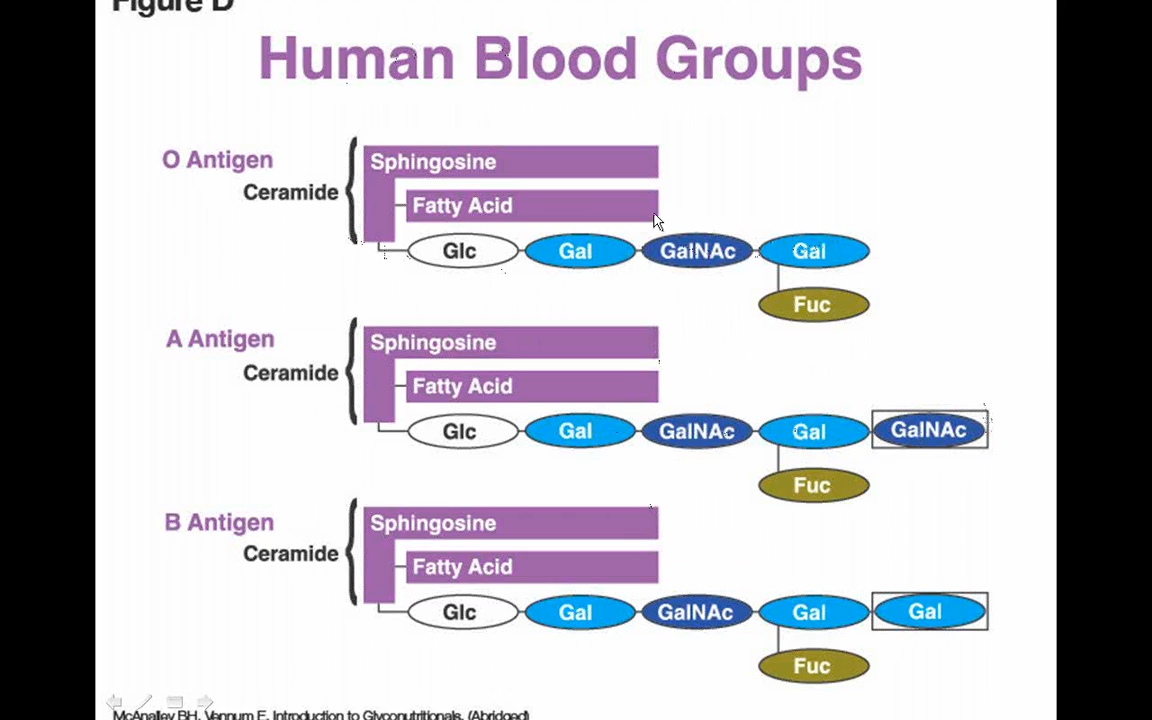 Figure D
Human Blood Groups
O Antigen
Ceramide
Sphingosine
Fatty Acid
Glc Gal GalNAc Gal
Fuc
A Antigen
Ceramide
Sphingosine
Fatty Acid
Glc Gal GalNAc Gal GalNAc
Fuc
B Antigen
Ceramide
Sphingosine
Fatty Acid
Glc Gal GalNAc Gal Gal
Fuc
McAnalley BH, Vennum E. Introduction to Glyconutritionals. (Abridged)